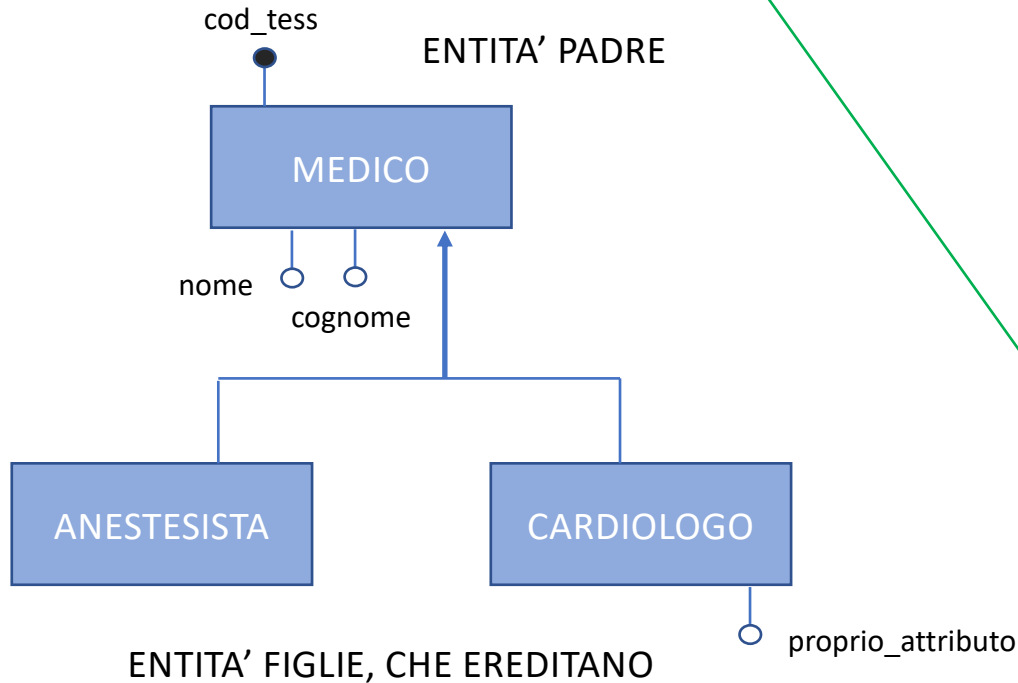 cod_tess
ENTITA’ PADRE
MEDICO
nome
cognome
ANESTESISTA
CARDIOLOGO
proprio_attributo
ENTITA’ FIGLIE, CHE EREDITANO